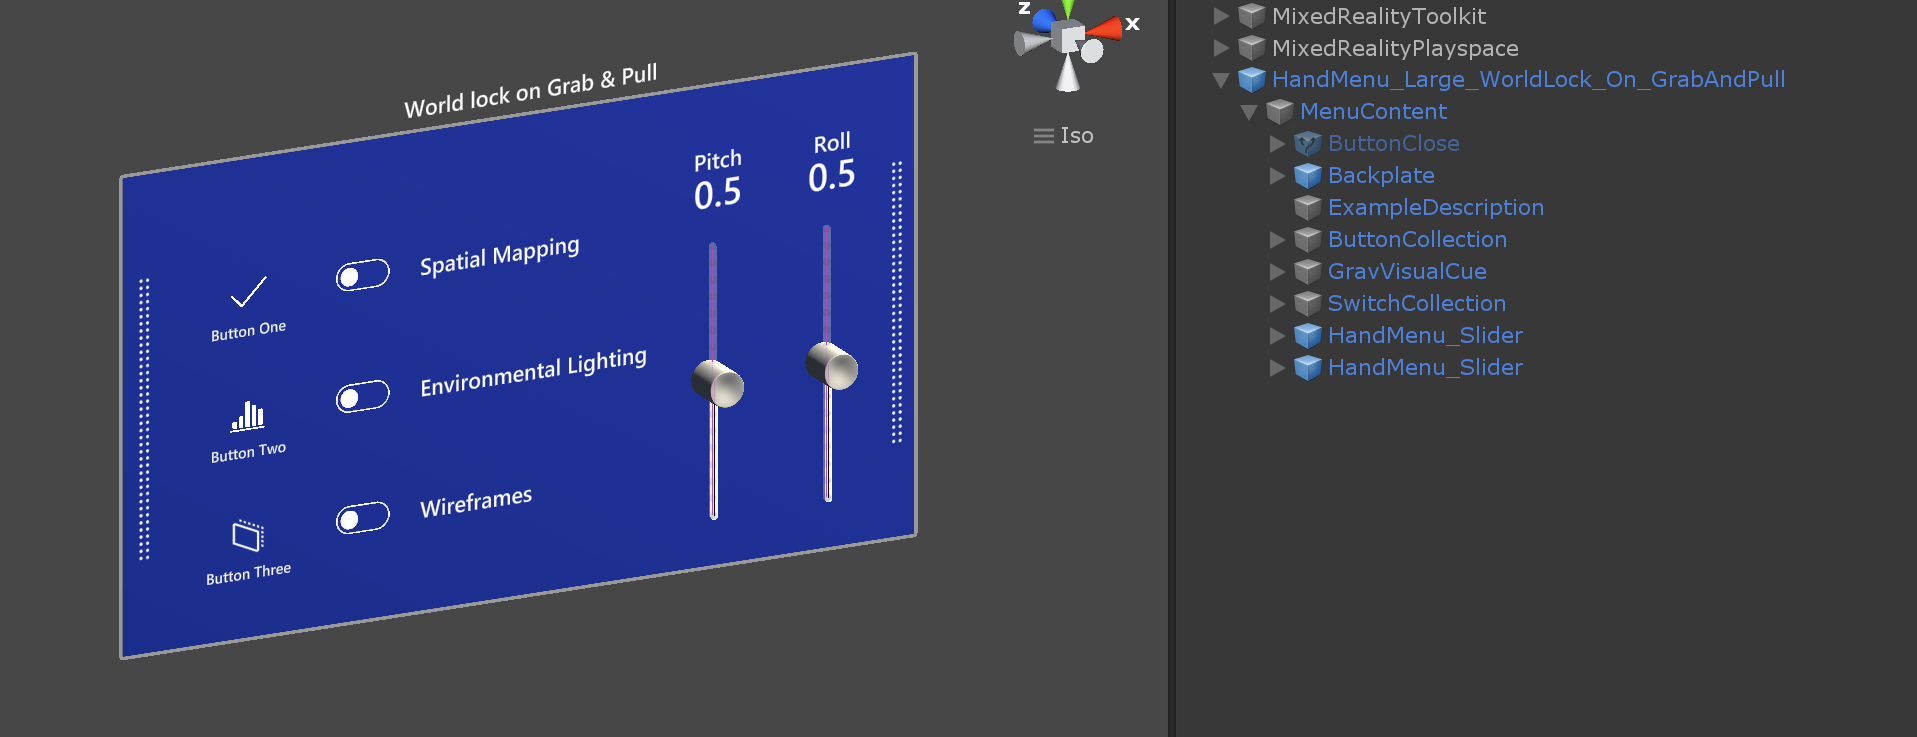 World lock on Grab & Pull
Pitch
0.5
Roll
0.5
Button One
Spatial Mapping
Button Two
Environmental Lighting
Button Three
Wireframes
z
x
Iso
MixedRealityToolkit
MixedRealityPlayspace
HandMenu_Large_WorldLock_On_GrabAndPull
MenuContent
ButtonClose
Backplate
ExampleDescription
ButtonCollection
GravVisualCue
SwitchCollection
HandMenu_Slider
HandMenu_Slider